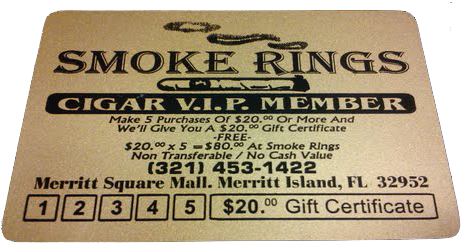 SMOKE RINGS
CIGAR V.I.P. MEMBER
Make 5 Purchases Of $20.00 Or More And
We'll Give You A $20.00 Gift Certificate
-FREE-
$20.00 x 5 =$80.00 At Smoke Rings
Non Transferable / No Cash Value
(321) 453-1422
Merritt Square Mall. Merritt Island, FL 32952
1 2 3 4 5 $20.00 Gift Certificate